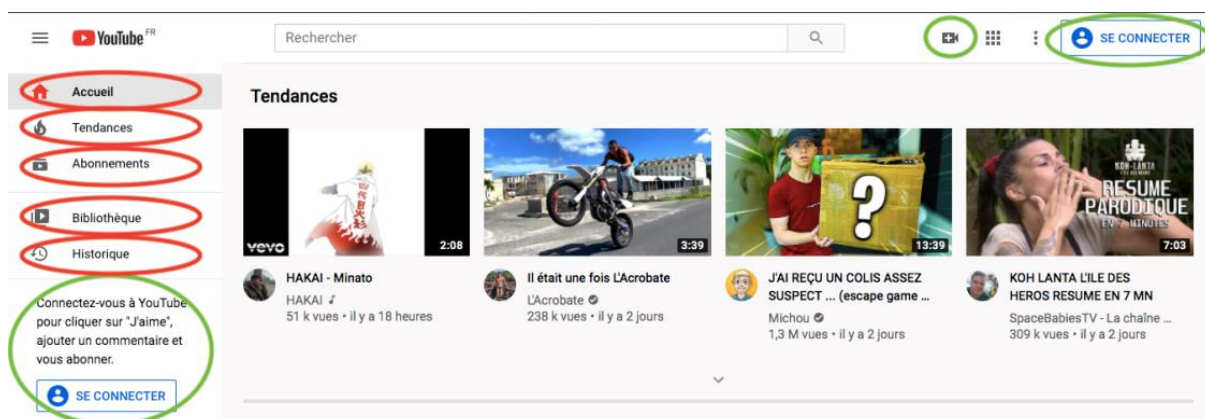 YouTube FR
Rechercher
SE CONNECTER
Accueil
Tendances
Abonnements
Bibliothèque
Historique
Connectez-vous à YouTube
pour cliquer sur "J'aime",
ajouter un commentaire et
vous abonner.
SE CONNECTER
Tendances
vevo
2:08
HAKAI - Minato
HAKAI
51 k vues • il y a 18 heures
3:39
Il était une fois L'Acrobate
L'Acrobate
238 k vues • il y a 2 jours
?
13:39
J'AI REÇU UN COLIS ASSEZ
SUSPECT ... (escape game ...
Michou
1,3 M vues • il y a 2 jours
KOH-LANTA
RESUME
PARODIQUE
EN 7 MINUTES
7:03
KOH LANTA L'ILE DES
HEROS RESUME EN 7 MN
SpaceBabiesTV - La chaîne ...
309 k vues • il y a 2 jours